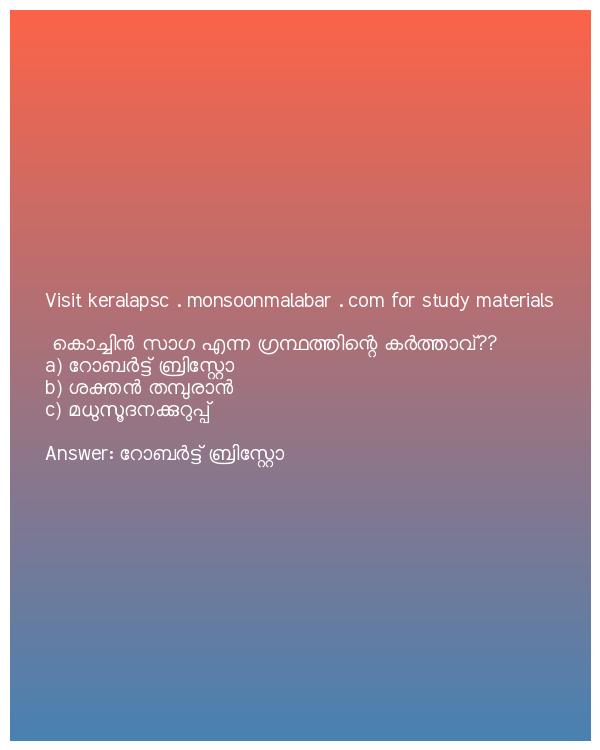 Visit keralapsc . monsoonmalabar . com for study materials
കൊച്ചിൻ സാഗ എന്ന ഗ്രന്ഥത്തിന്റെ കർത്താവ്??
a) റോബർട്ട് ബ്രിസ്റ്റോ
b) ശക്തൻ തമ്പുരാൻ
c) മധുസൂദനക്കുറുപ്പ്
Answer: റോബർട്ട് ബ്രിസ്റ്റോ